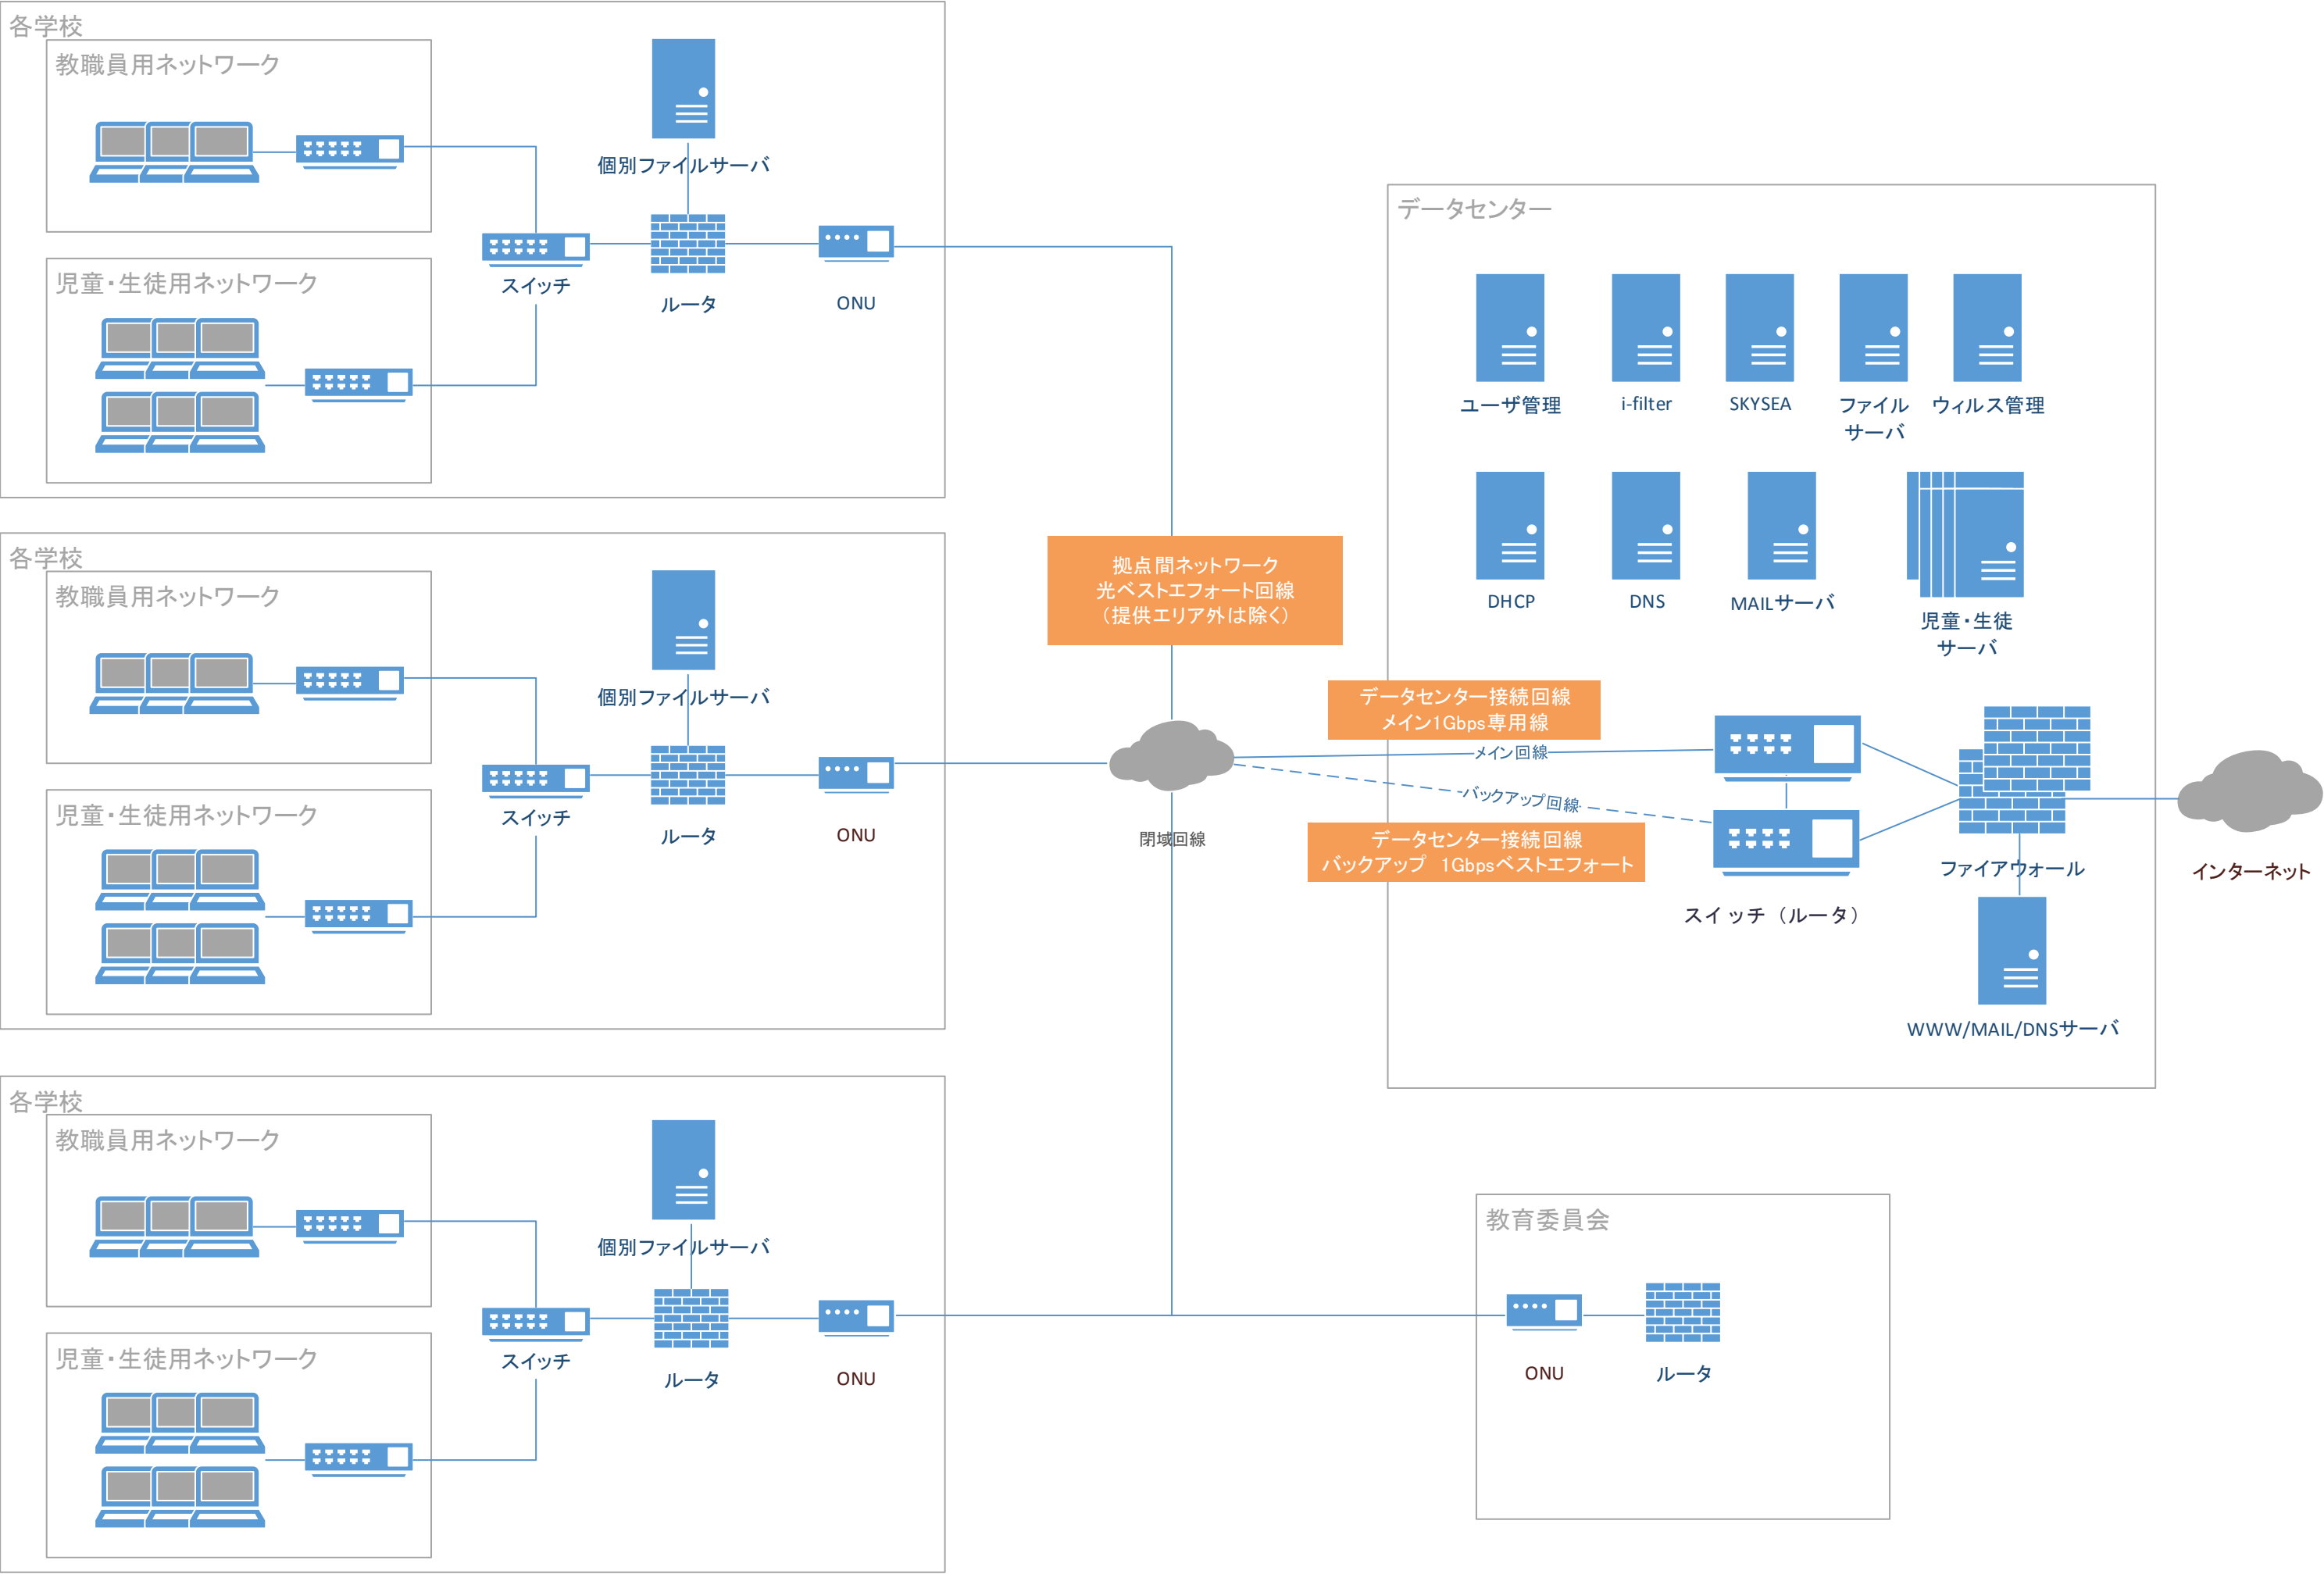 各学校
教職員用ネットワーク
個別ファイルサーバ
児童・生徒用ネットワーク
スイッチ
ルータ
ONU
各学校
教職員用ネットワーク
個別ファイルサーバ
児童・生徒用ネットワーク
スイッチ
ルータ
ONU
各学校
教職員用ネットワーク
個別ファイルサーバ
児童・生徒用ネットワーク
スイッチ
ルータ
ONU
拠点間ネットワーク
光ベストエフォート回線
（提供エリア外は除く）
閉域回線
データセンター
ユーザ管理
i-filter
SKYSEA
ファイル
サーバ
ウィルス管理
DHCP
DNS
MAILサーバ
児童・生徒
サーバ
データセンター接続回線
メイン1Gbps専用線
メイン回線
バックアップ回線
データセンター接続回線
バックアップ　1Gbpsベストエフォート
スイッチ（ルータ）
ファイアウォール
インターネット
WWW/MAIL/DNSサーバ
教育委員会
ONU
ルータ